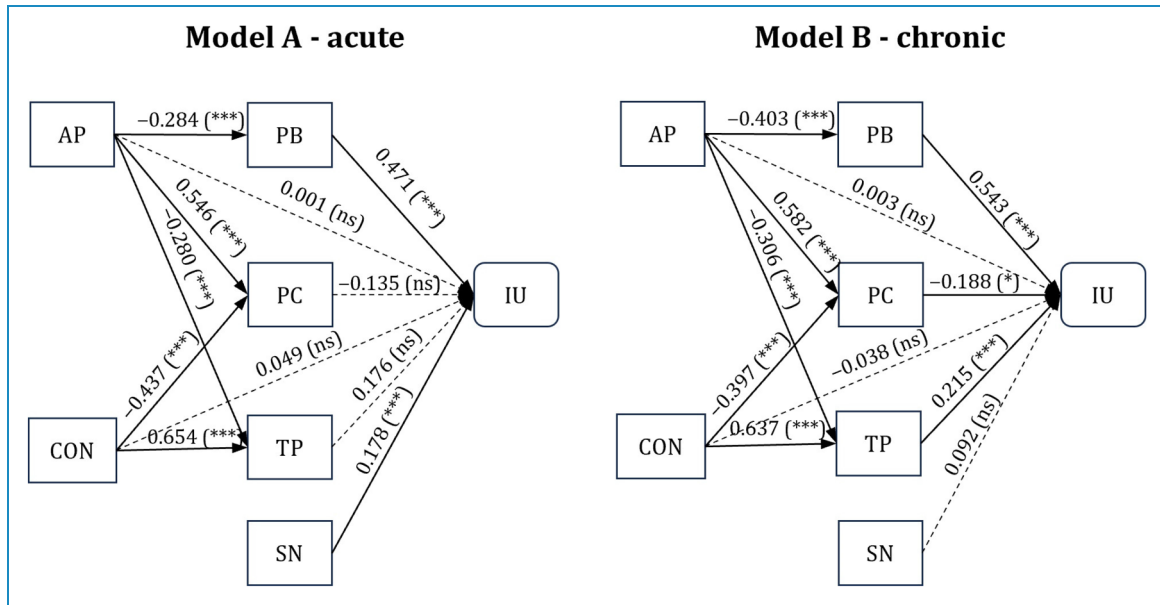 Model A - acute
AP
−0.284 (***)
PB
0.471 (***)
0.001 (ns)
0.546 (***)
−0.280 (***)
PC
−0.135 (ns)
IU
−0.437 (***)
0.049 (ns)
0.176 (ns)
CON
0.654 (***)
TP
0.178 (***)
SN
Model B - chronic
AP
−0.403 (***)
PB
0.543 (***)
0.003 (ns)
0.582 (***)
−0.306 (***)
PC
−0.188 (*)
IU
−0.397 (***)
−0.038 (ns)
0.215 (***)
CON
0.637 (***)
TP
0.092 (ns)
SN